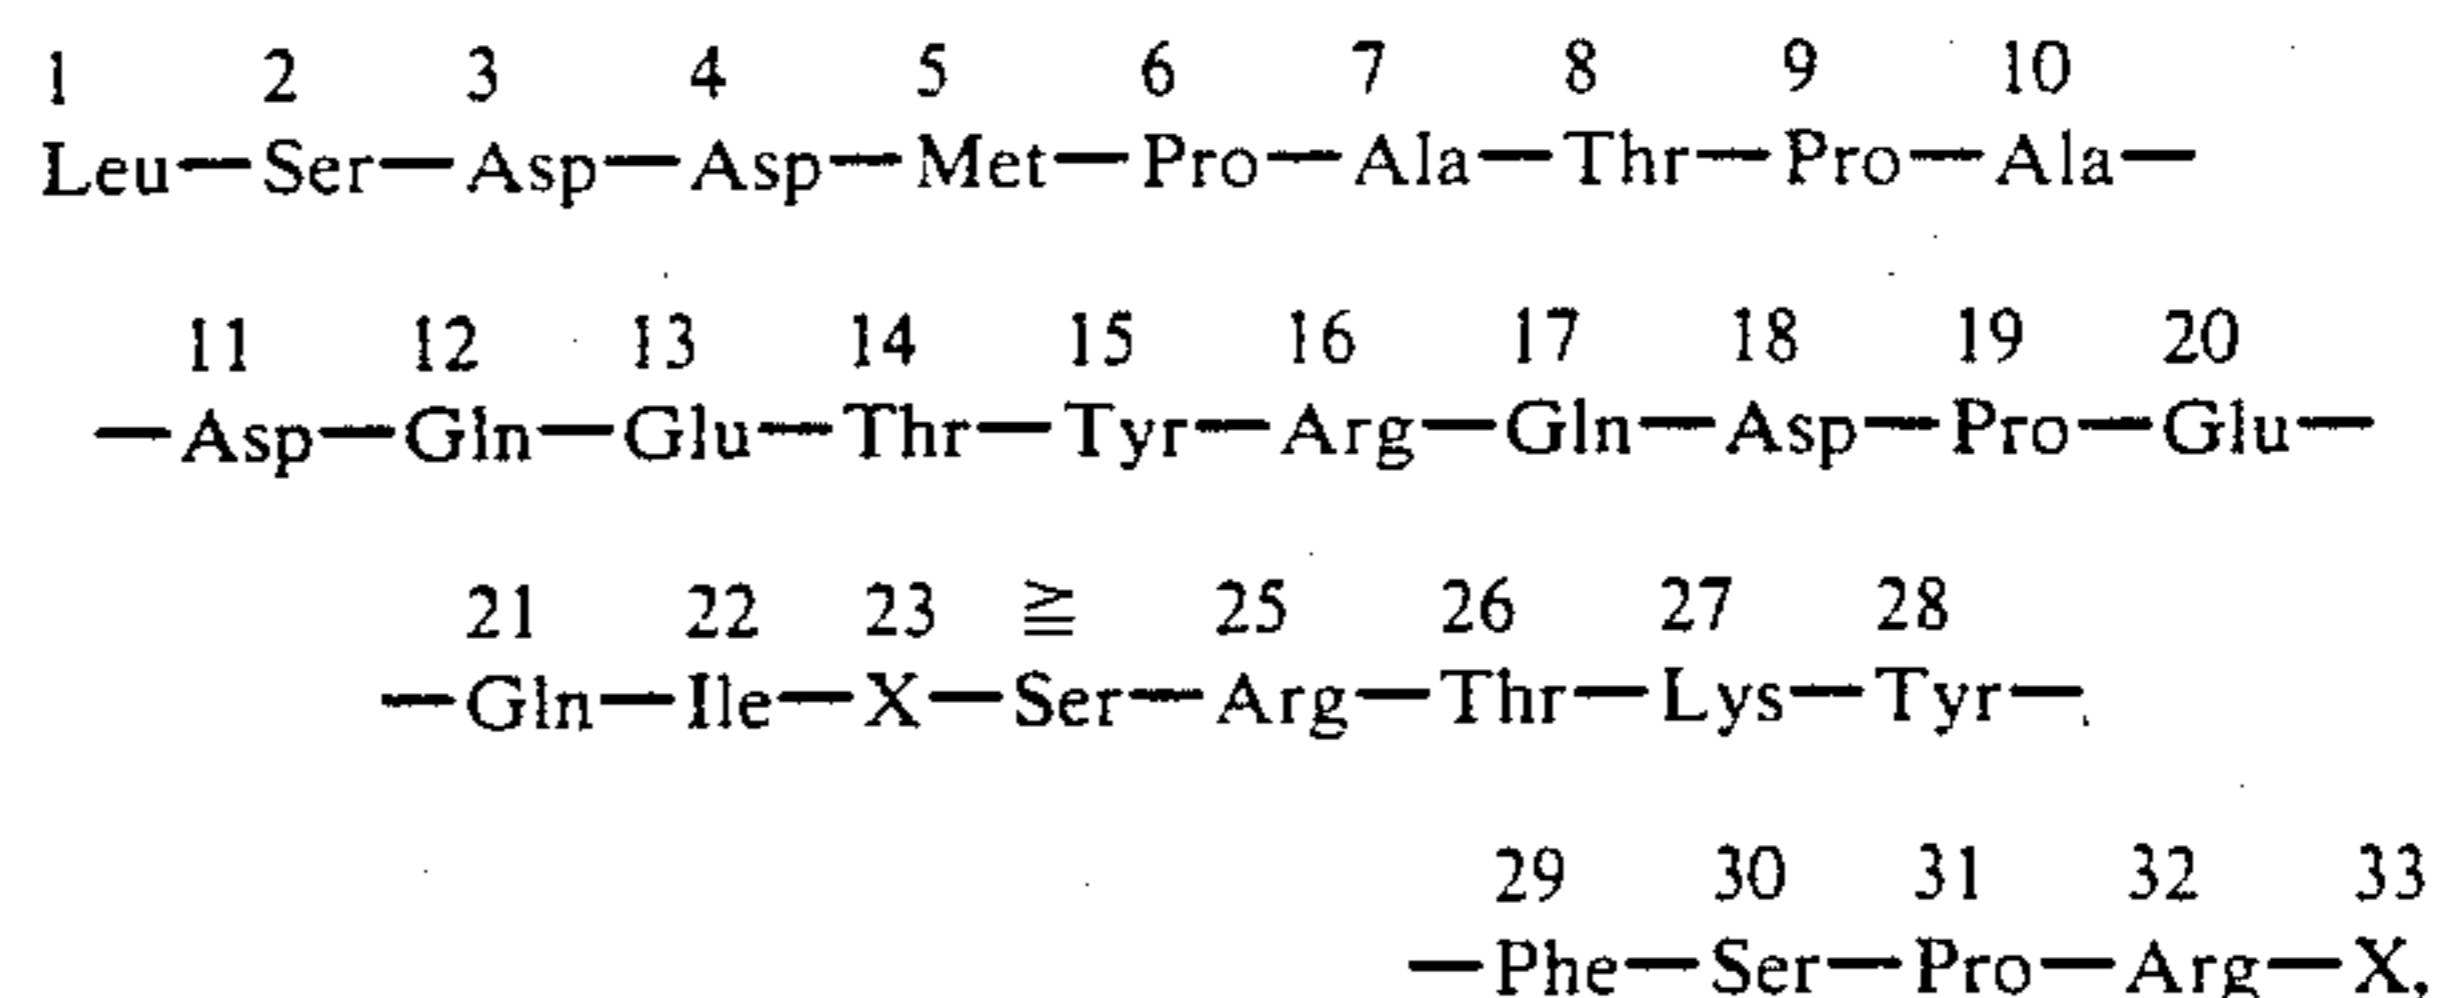 1 2 3 4 5 6 7 8 9 10
Leu—Ser—Asp—Asp—Met—Pro—Ala—Thr—Pro—Ala—
11 12 13 14 15 16 17 18 19 20
—Asp—Gln—Glu—Thr—Tyr—Arg—Gln—Asp—Pro—Glu—
21 22 23 ≧ 25 26 27 28
—Gln—Ile—X—Ser—Arg—Thr—Lys—Tyr—
29 30 31 32 33
—Phe—Ser—Pro—Arg—X,